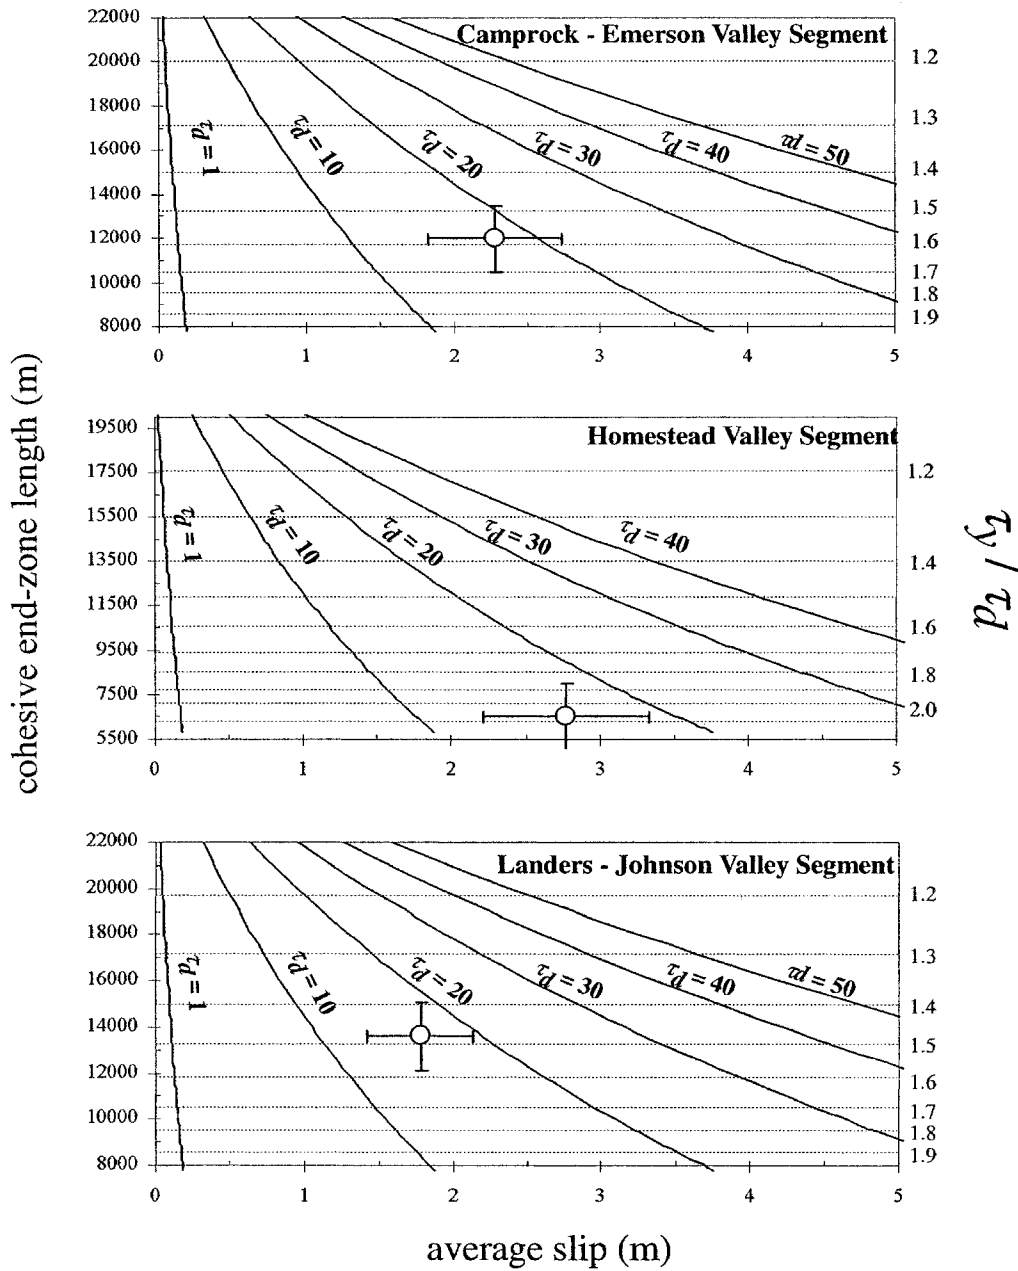 Camprock - Emerson Valley Segment
22000
20000
18000
16000
14000
12000
10000
8000
τd = 1
τd = 10
τd = 20
τd = 30
τd = 40
τd = 50
1.2
1.3
1.4
1.5
1.6
1.7
1.8
1.9
0 1 2 3 4 5
Homestead Valley Segment
19500
17500
15500
13500
11500
9500
7500
5500
τd = 1
τd = 10
τd = 20
τd = 30
τd = 40
1.2
1.4
1.6
1.8
2.0
0 1 2 3 4 5
Landers - Johnson Valley Segment
22000
20000
18000
16000
14000
12000
10000
8000
τd = 1
τd = 10
τd = 20
τd = 30
τd = 40
τd = 50
1.2
1.3
1.4
1.5
1.6
1.7
1.8
1.9
0 1 2 3 4 5
cohesive end-zone length (m)
τy / τd
average slip (m)